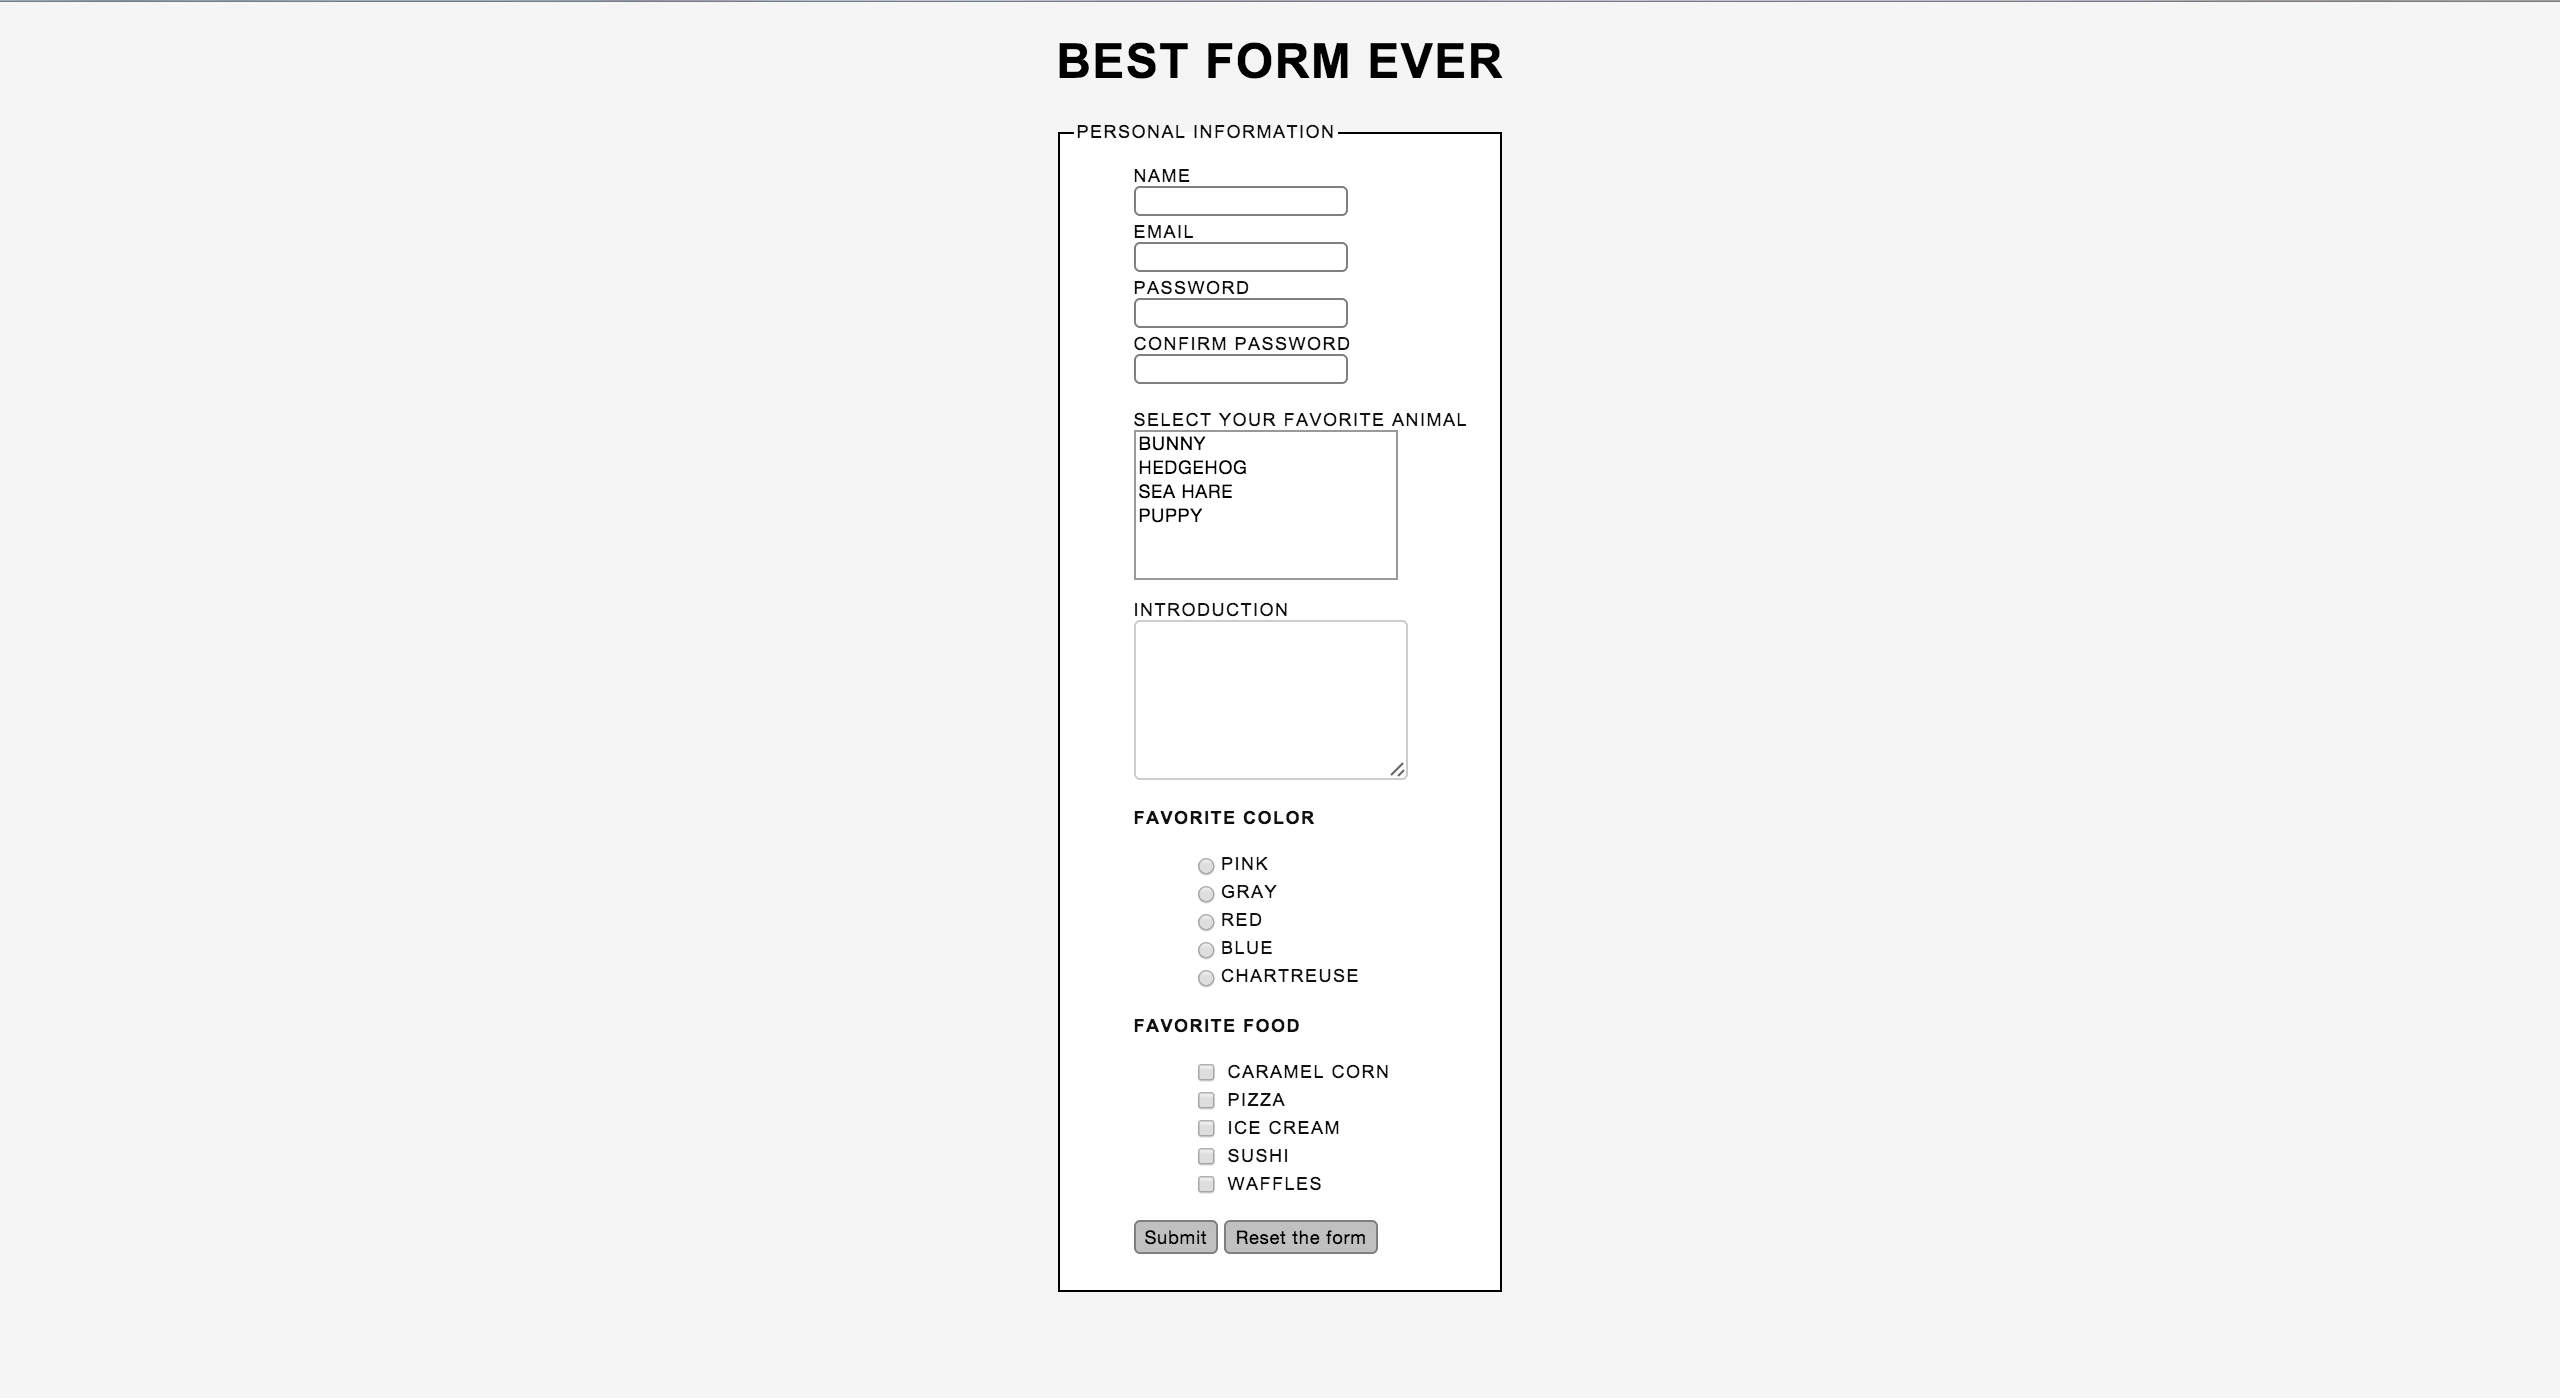 BEST FORM EVER
PERSONAL INFORMATION
NAME
EMAIL
PASSWORD
CONFIRM PASSWORD
SELECT YOUR FAVORITE ANIMAL
BUNNY
HEDGEHOG
SEA HARE
PUPPY
INTRODUCTION
FAVORITE COLOR
PINK
GRAY
RED
BLUE
CHARTREUSE
FAVORITE FOOD
CARAMEL CORN
PIZZA
ICE CREAM
SUSHI
WAFFLES
Submit Reset the form